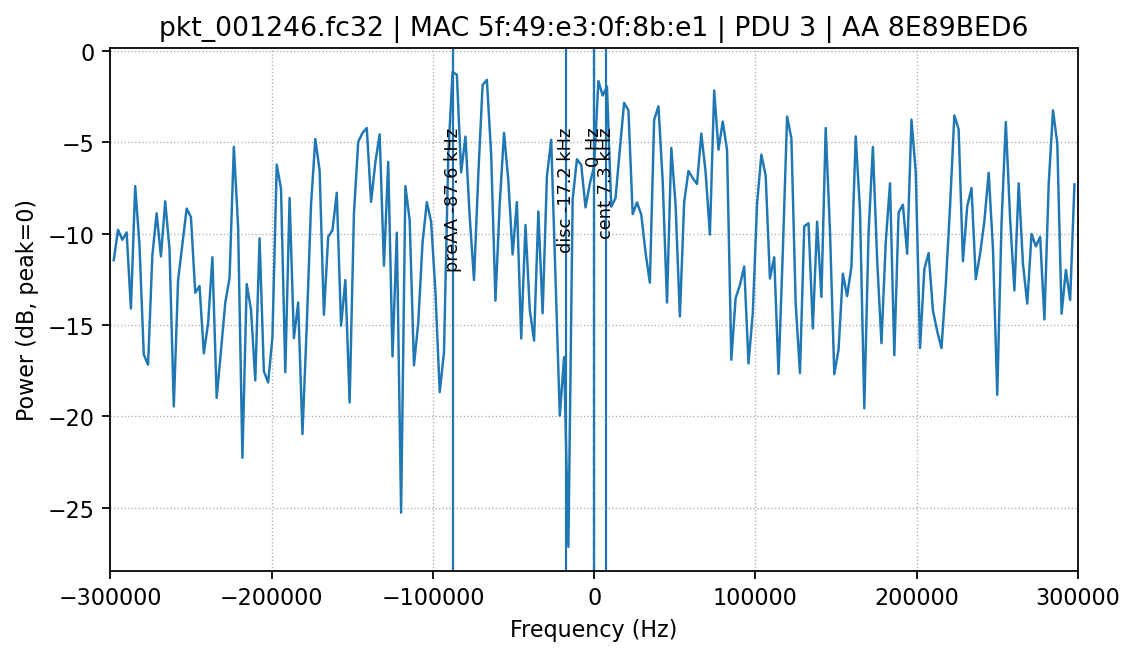 pkt_001246.fc32 | MAC 5f:49:e3:0f:8b:e1 | PDU 3 | AA 8E89BED6
Power (dB, peak=0)
0
−5
−10
−15
−20
−25
preAA -87.6 kHz
disc -17.2 kHz
0 Hz
cent 7.3 kHz
−300000
−200000
−100000
0
100000
200000
300000
Frequency (Hz)